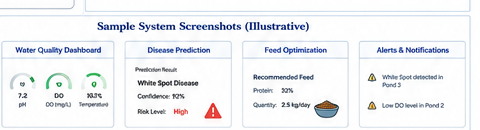 Sample System Screenshots (Illustrative)
Water Quality Dashboard
7.2
pH
DO
DO (mg/L)
Temperature
Disease Prediction
Prediction Result
White Spot Disease
Confidence: 92%
Risk Level: High
Feed Optimization
Recommended Feed
Protein: 32%
Quantity: 2.5 kg/day
Alerts & Notifications
White Spot detected in
Pond 3
Low DO level in Pond 2